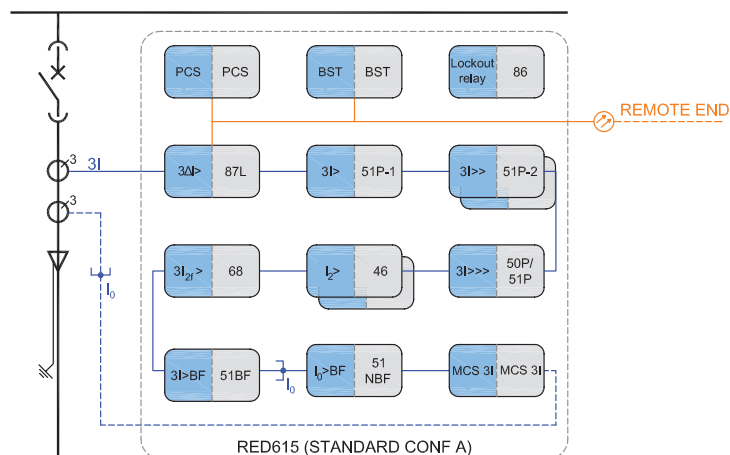 PCS PCS
BST BST
Lockout
relay
86
REMOTE END
3
3I
3ΔI> 87L
3I> 51P-1
3I>> 51P-2
3
3I₂f> 68
I₂> 46
3I>>> 50P/
51P
I₀
3I>BF 51BF
I₀
I₀>BF 51
NBF
MCS 3I MCS 3I
RED615 (STANDARD CONF A)